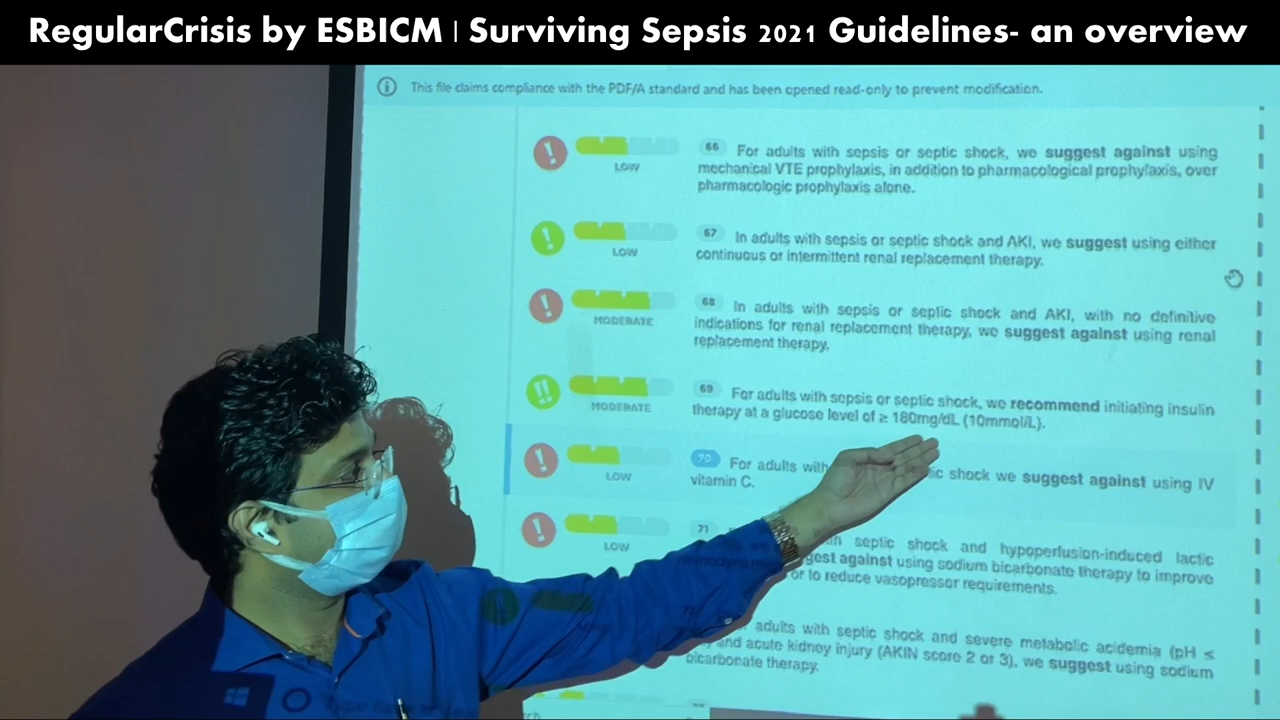 RegularCrisis by ESBICM | Surviving Sepsis 2021 Guidelines- an overview
This file claims compliance with the PDF/A standard and has been opened read-only to prevent modification.
66 For adults with sepsis or septic shock, we suggest against using
LOW
mechanical VTE prophylaxis, in addition to pharmacological prophylaxis, over
pharmacologic prophylaxis alone.
67 In adults with sepsis or septic shock and AKI, we suggest using either
LOW
continuous or intermittent renal replacement therapy.
68 In adults with sepsis or septic shock and AKI, with no definitive
MODERATE
indications for renal replacement therapy, we suggest against using renal
replacement therapy.
69 For adults with sepsis or septic shock, we recommend initiating insulin
MODERATE
therapy at a glucose level of ≥ 180mg/dL (10mmol/L).
70 For adults with shock we suggest against using IV
LOW
vitamin C.
71 septic shock and hypoperfusion-induced lactic
LOW
against using sodium bicarbonate therapy to improve
or to reduce vasopressor requirements.
adults with septic shock and severe metabolic acidemia (pH ≤
and acute kidney injury (AKIN score 2 or 3), we suggest using sodium
bicarbonate therapy.